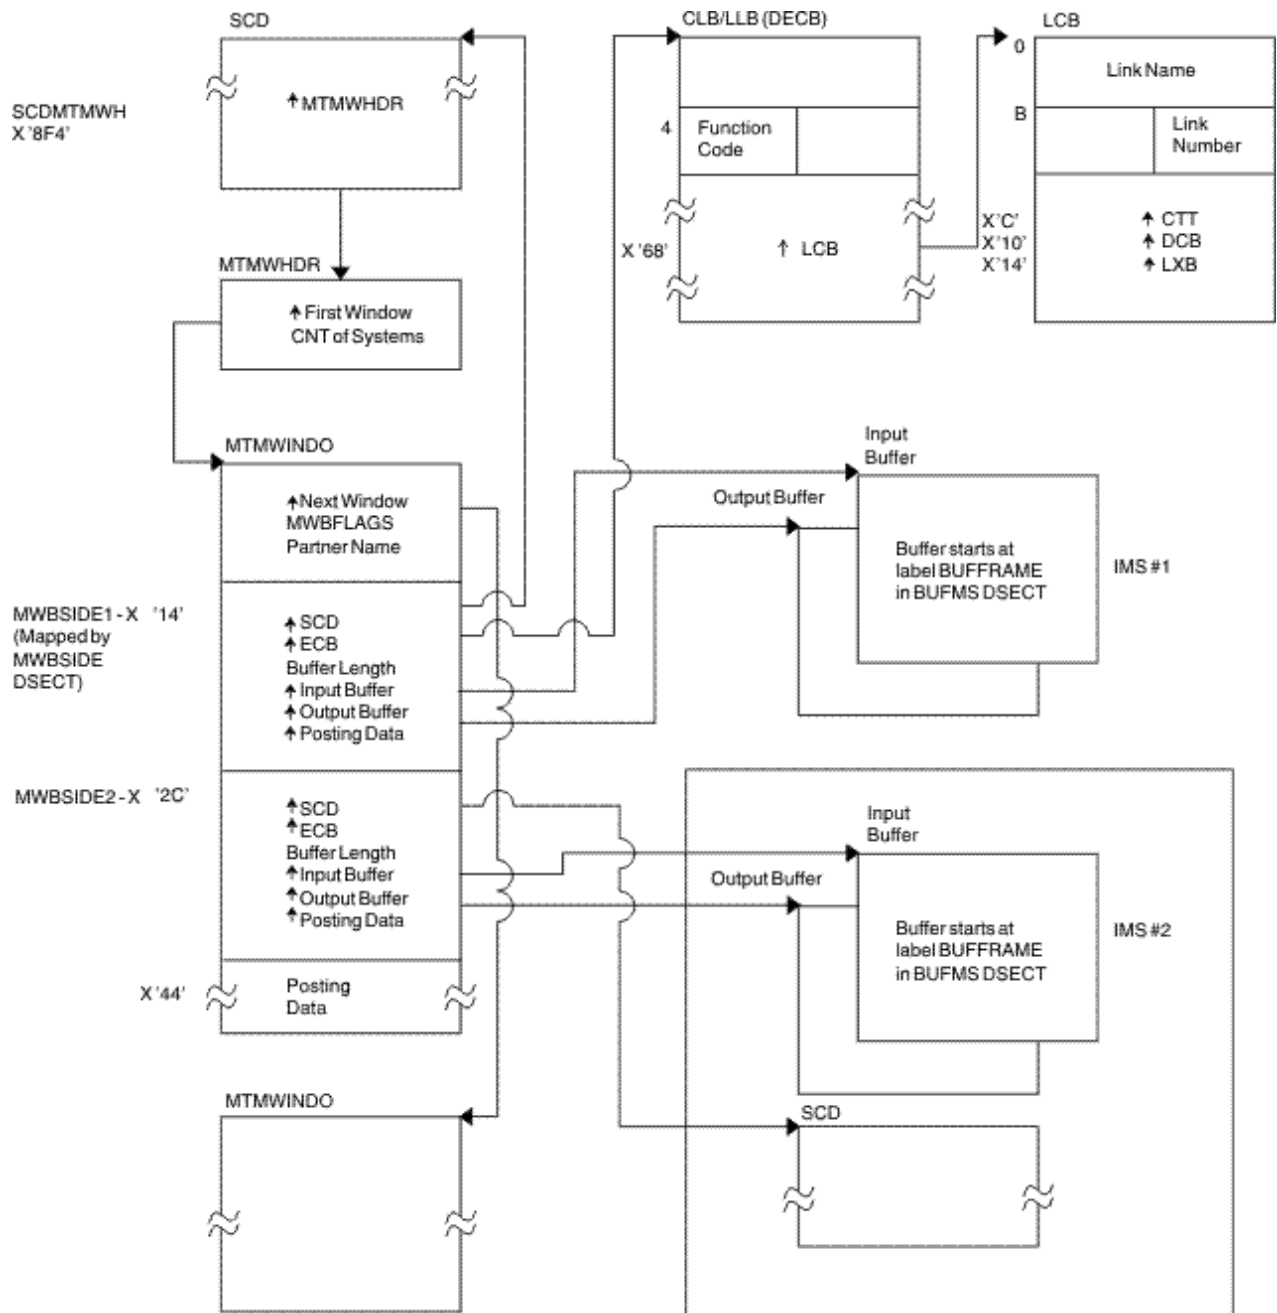 SCD
SCDMTMWH
X '8F4'
↑ MTMWHDR
CLB/LLB (DECB)
4
Function
Code
X '68'
↑ LCB
LCB
0
Link Name
B
Link
Number
X'C'
X'10'
X'14'
↑ CTT
↑ DCB
↑ LXB
MTMWHDR
↑ First Window
CNT of Systems
MTMWINDO
↑ Next Window
MWBFLAGS
Partner Name
MWBSIDE1 - X '14'
(Mapped by
MWBSIDE
DSECT)
↑ SCD
↑ ECB
Buffer Length
↑ Input Buffer
↑ Output Buffer
↑ Posting Data
Input
Buffer
Output Buffer
Buffer starts at
label BUFFRAME
in BUFMS DSECT
IMS #1
MWBSIDE2 - X '2C'
↑ SCD
↑ ECB
Buffer Length
↑ Input Buffer
↑ Output Buffer
↑ Posting Data
Input
Buffer
Output Buffer
Buffer starts at
label BUFFRAME
in BUFMS DSECT
IMS #2
X '44'
Posting
Data
MTMWINDO
SCD